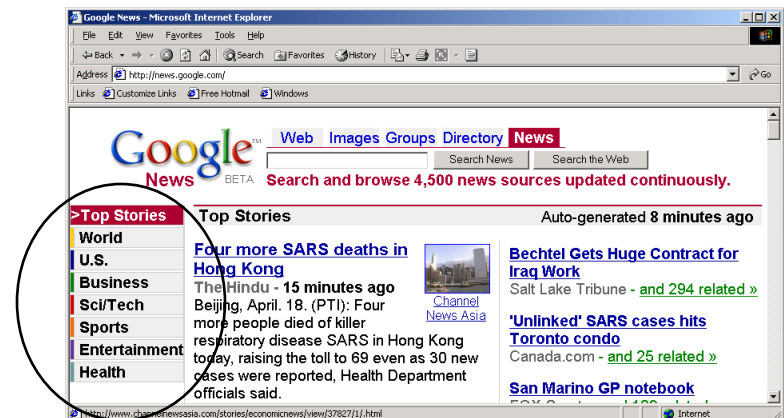 Google News - Microsoft Internet Explorer
File Edit View Favorites Tools Help
Back Search Favorites History
Address http://news.google.com/ Go
Links Customize Links Free Hotmail Windows
Google™ Web Images Groups Directory News
Search News Search the Web
News BETA Search and browse 4,500 news sources updated continuously.
>Top Stories
World
U.S.
Business
Sci/Tech
Sports
Entertainment
Health
Top Stories Auto-generated 8 minutes ago
Four more SARS deaths in
Hong Kong
The Hindu - 15 minutes ago
Beijing, April. 18. (PTI): Four
more people died of killer
respiratory disease SARS in Hong Kong
today, raising the toll to 69 even as 30 new
cases were reported, Health Department
officials said.
Channel
News Asia
Bechtel Gets Huge Contract for
Iraq Work
Salt Lake Tribune - and 294 related »
'Unlinked' SARS cases hits
Toronto condo
Canada.com - and 25 related »
San Marino GP notebook
http://www.channelnewsasia.com/stories/economicnews/view/37827/1/.html Internet